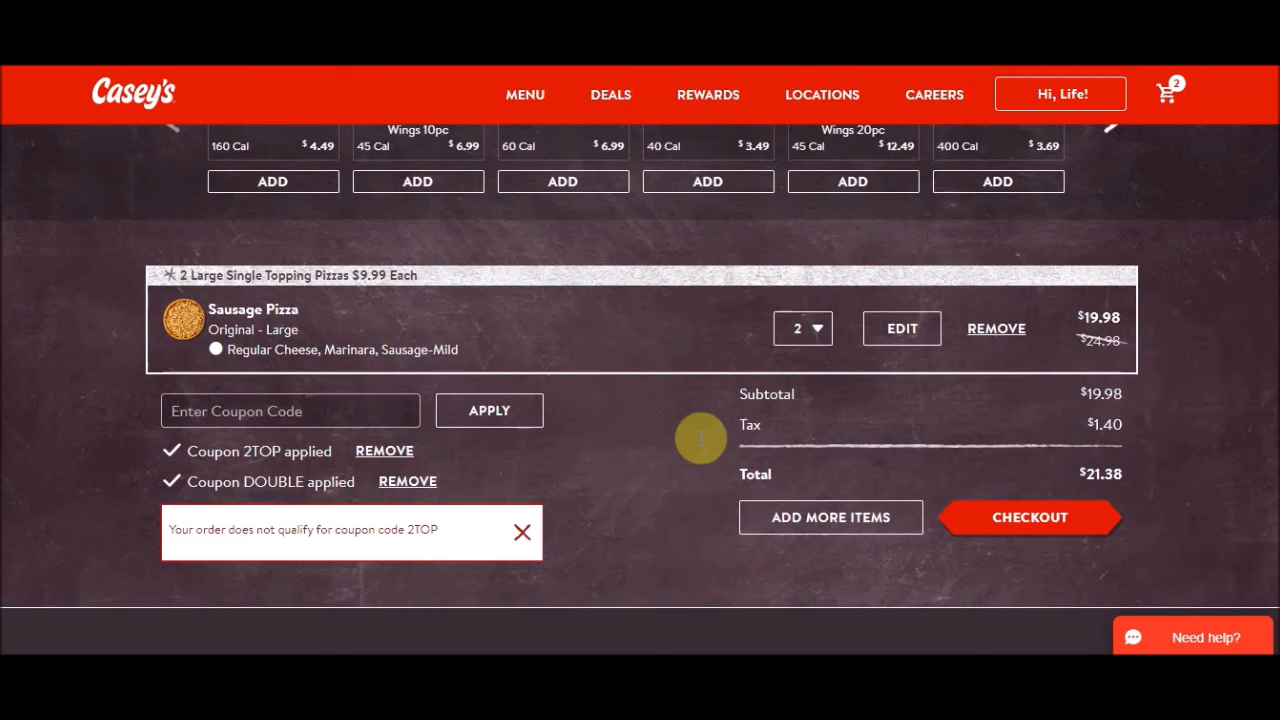 Casey's
MENU
DEALS
REWARDS
LOCATIONS
CAREERS
Hi, Life!
2
Wings 10pc
Wings 20pc
160 Cal $4.49
45 Cal $6.99
60 Cal $6.99
40 Cal $3.49
45 Cal $12.49
400 Cal $3.69
ADD
ADD
ADD
ADD
ADD
ADD
2 Large Single Topping Pizzas $9.99 Each
Sausage Pizza
Original - Large
Regular Cheese, Marinara, Sausage-Mild
2
EDIT
REMOVE
$19.98
$24.98
Enter Coupon Code
APPLY
Coupon 2TOP applied REMOVE
Coupon DOUBLE applied REMOVE
Your order does not qualify for coupon code 2TOP
Subtotal $19.98
Tax $1.40
Total $21.38
ADD MORE ITEMS
CHECKOUT
Need help?